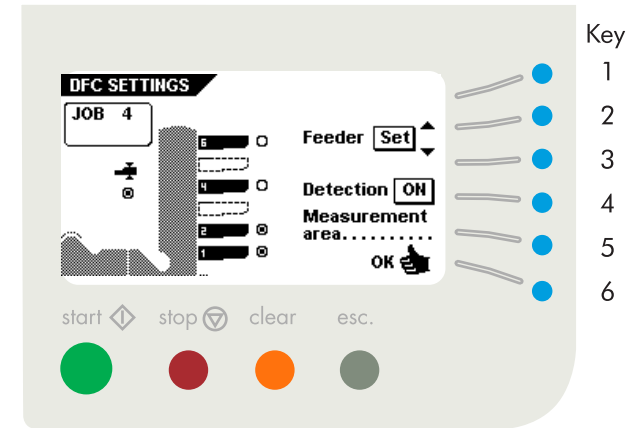 Key
DFC SETTINGS
1
JOB 4
2
Feeder Set
6
3
4
Detection ON
4
Measurement
2
area..........
5
1
OK
6
start stop clear esc.